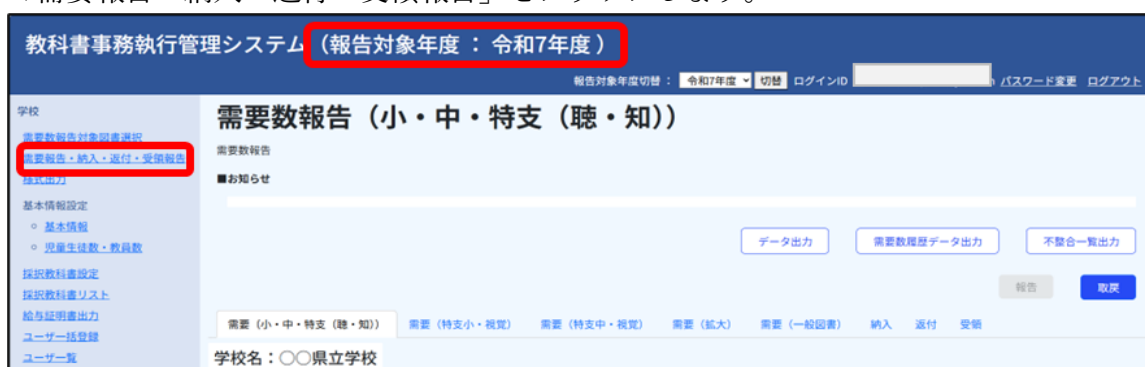 「需要報告・納入・返付・受領報告」をクリックします。
教科書事務執行管理システム（報告対象年度 ： 令和7年度 ）
報告対象年度切替： 令和7年度 切替 ログインID パスワード変更 ログアウト
学校
需要数報告対象図書選択
需要報告・納入・返付・受領報告
様式出力
基本情報設定
基本情報
児童生徒数・教員数
採択教科書設定
採択教科書リスト
給与証明書出力
ユーザー括登録
ユーザ一覧
需要数報告（小・中・特支（聴・知））
需要数報告
■お知らせ
データ出力 需要数履歴データ出力 不整合一覧出力
報告 取戻
需要（小・中・特支（聴・知）） 需要（特支小・視覚） 需要（特支中・視覚） 需要（拡大） 需要（一般図書） 納入 返付 受領
学校名：○○県立学校